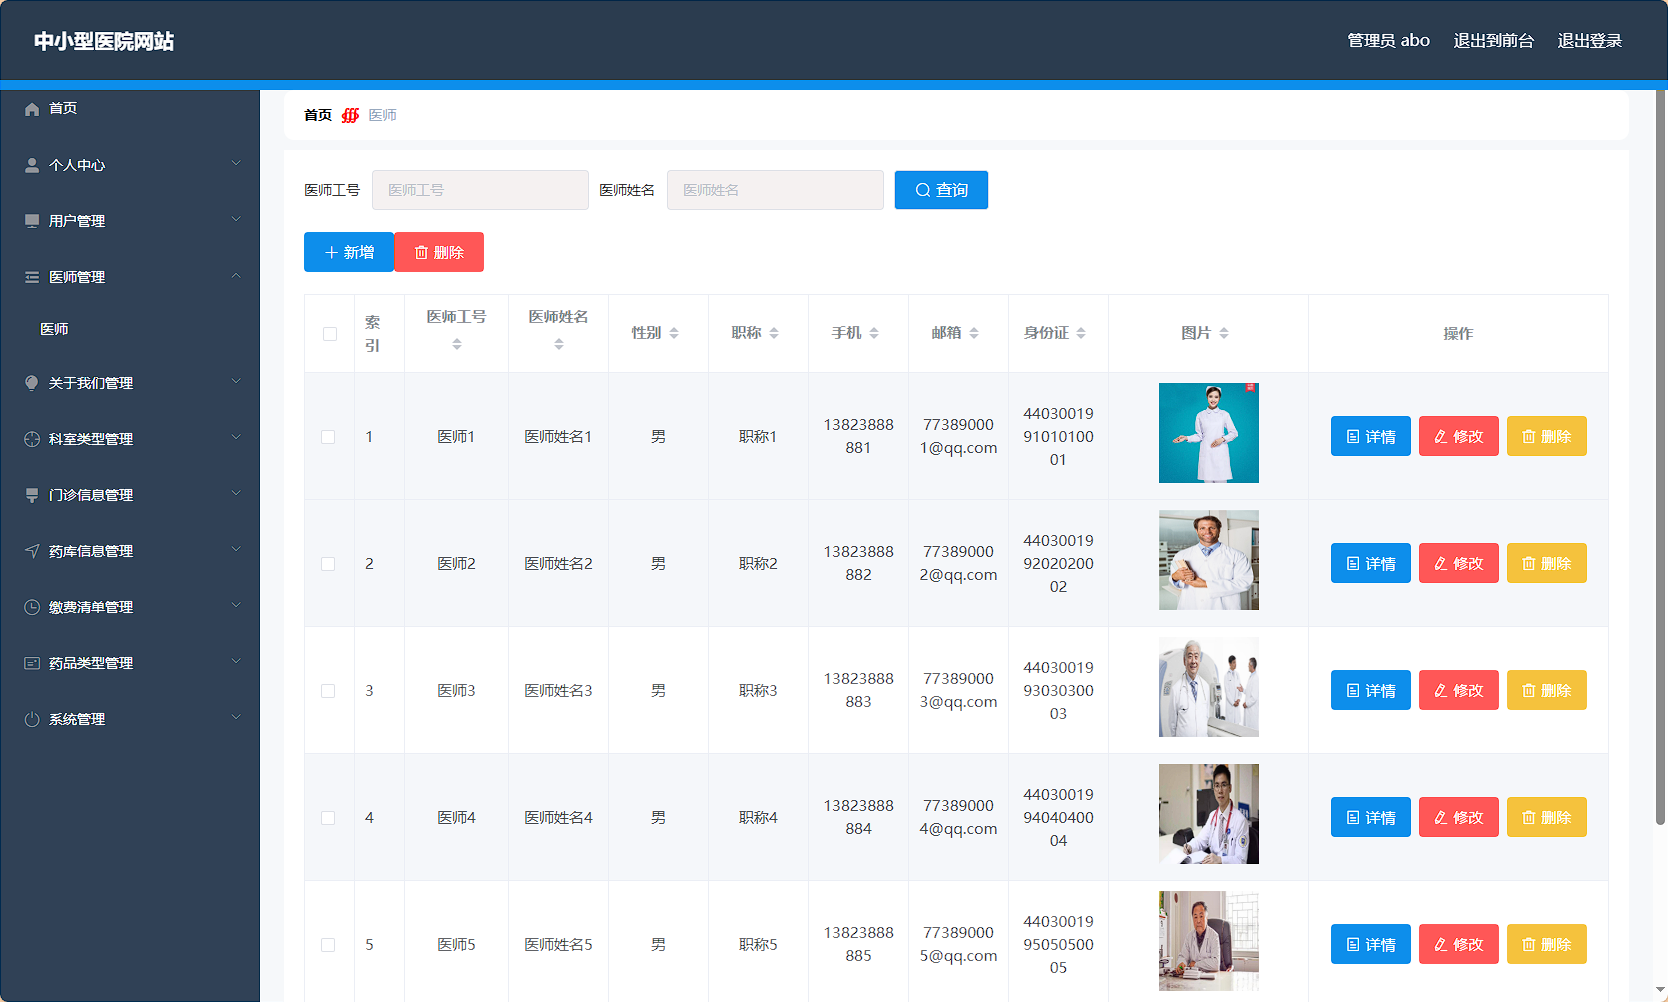 中小型医院网站
管理员 abo 退出到前台 退出登录
首页
个人中心
用户管理
医师管理
医师
关于我们管理
科室类型管理
门诊信息管理
药库信息管理
缴费清单管理
药品类型管理
系统管理
首页 医师
医师工号 医师工号 医师姓名 医师姓名 查询
新增 删除
索引 医师工号 医师姓名 性别 职称 手机 邮箱 身份证 图片 操作
1 医师1 医师姓名1 男 职称1 13823888881 773890001@qq.com 440300199101010001 详情 修改 删除
2 医师2 医师姓名2 男 职称2 13823888882 773890002@qq.com 440300199202020002 详情 修改 删除
3 医师3 医师姓名3 男 职称3 13823888883 773890003@qq.com 440300199303030003 详情 修改 删除
4 医师4 医师姓名4 男 职称4 13823888884 773890004@qq.com 440300199404040004 详情 修改 删除
5 医师5 医师姓名5 男 职称5 13823888885 773890005@qq.com 440300199505050005 详情 修改 删除